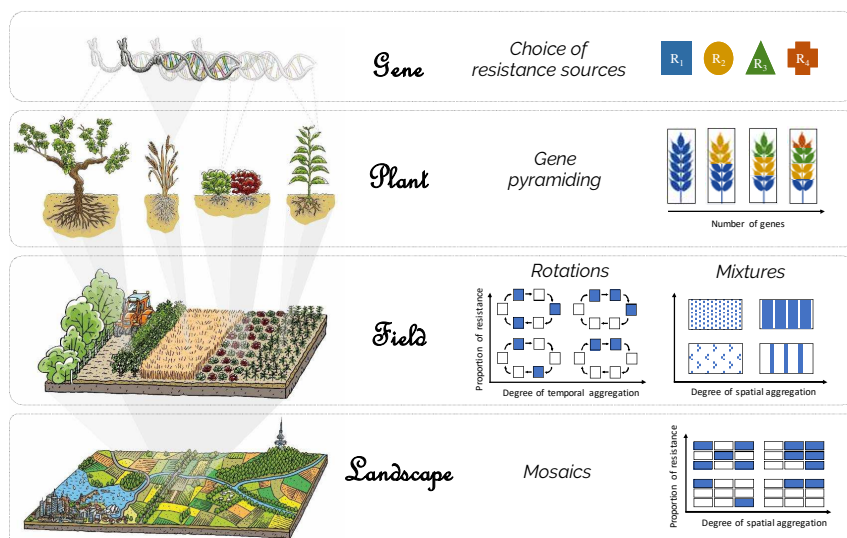 Gene
Choice of
resistance sources
R1
R2
R3
R4
Plant
Gene
pyramiding
Number of genes
Field
Rotations
Mixtures
Proportion of resistance
Degree of temporal aggregation
Degree of spatial aggregation
Landscape
Mosaics
Proportion of resistance
Degree of spatial aggregation